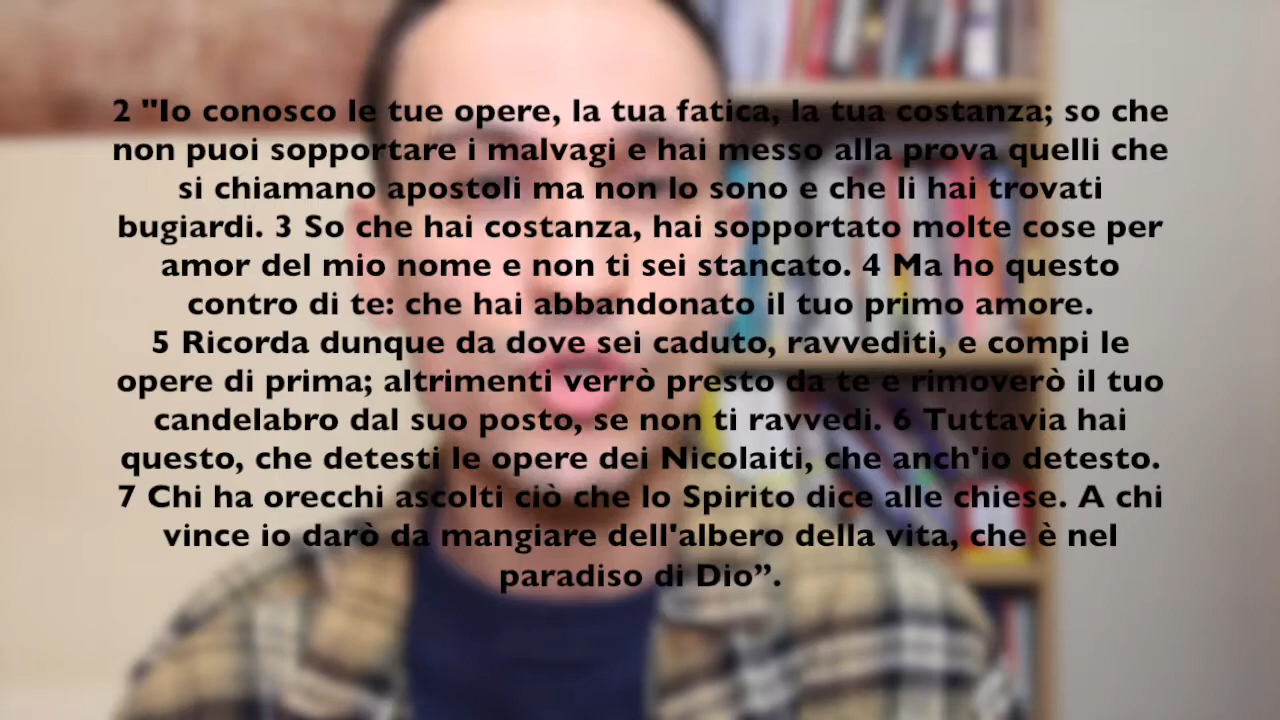 2 "Io conosco le tue opere, la tua fatica, la tua costanza; so che
non puoi sopportare i malvagi e hai messo alla prova quelli che
si chiamano apostoli ma non lo sono e che li hai trovati
bugiardi. 3 So che hai costanza, hai sopportato molte cose per
amor del mio nome e non ti sei stancato. 4 Ma ho questo
contro di te: che hai abbandonato il tuo primo amore.
5 Ricorda dunque da dove sei caduto, ravvediti, e compi le
opere di prima; altrimenti verrò presto da te e rimoverò il tuo
candelabro dal suo posto, se non ti ravvedi. 6 Tuttavia hai
questo, che detesti le opere dei Nicolaiti, che anch'io detesto.
7 Chi ha orecchi ascolti ciò che lo Spirito dice alle chiese. A chi
vince io darò da mangiare dell'albero della vita, che è nel
paradiso di Dio”.